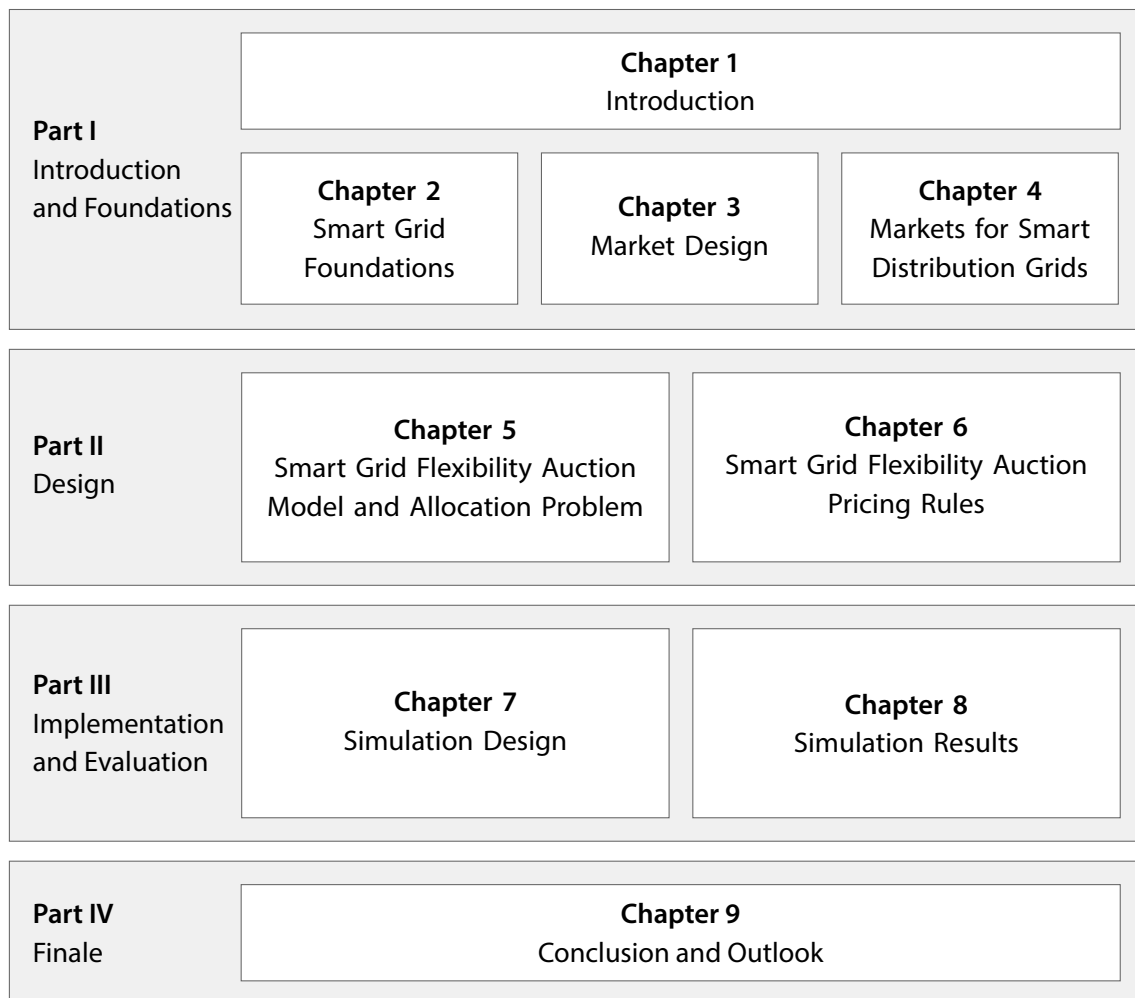 Part I
Introduction
and Foundations
Chapter 1
Introduction
Chapter 2
Smart Grid
Foundations
Chapter 3
Market Design
Chapter 4
Markets for Smart
Distribution Grids
Part II
Design
Chapter 5
Smart Grid Flexibility Auction
Model and Allocation Problem
Chapter 6
Smart Grid Flexibility Auction
Pricing Rules
Part III
Implementation
and Evaluation
Chapter 7
Simulation Design
Chapter 8
Simulation Results
Part IV
Finale
Chapter 9
Conclusion and Outlook